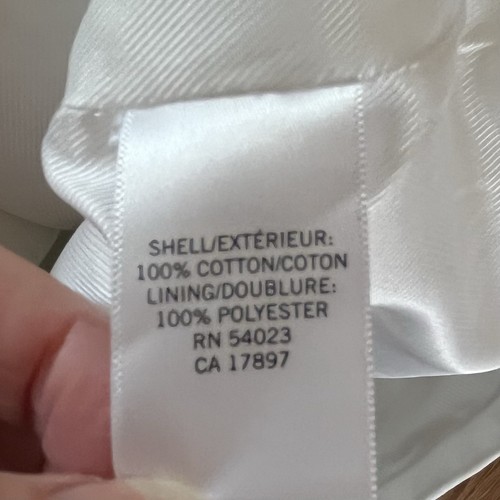 SHELL/EXTÉRIEUR:
100% COTTON/COTON
LINING/DOUBLURE:
100% POLYESTER
RN 54023
CA 17897